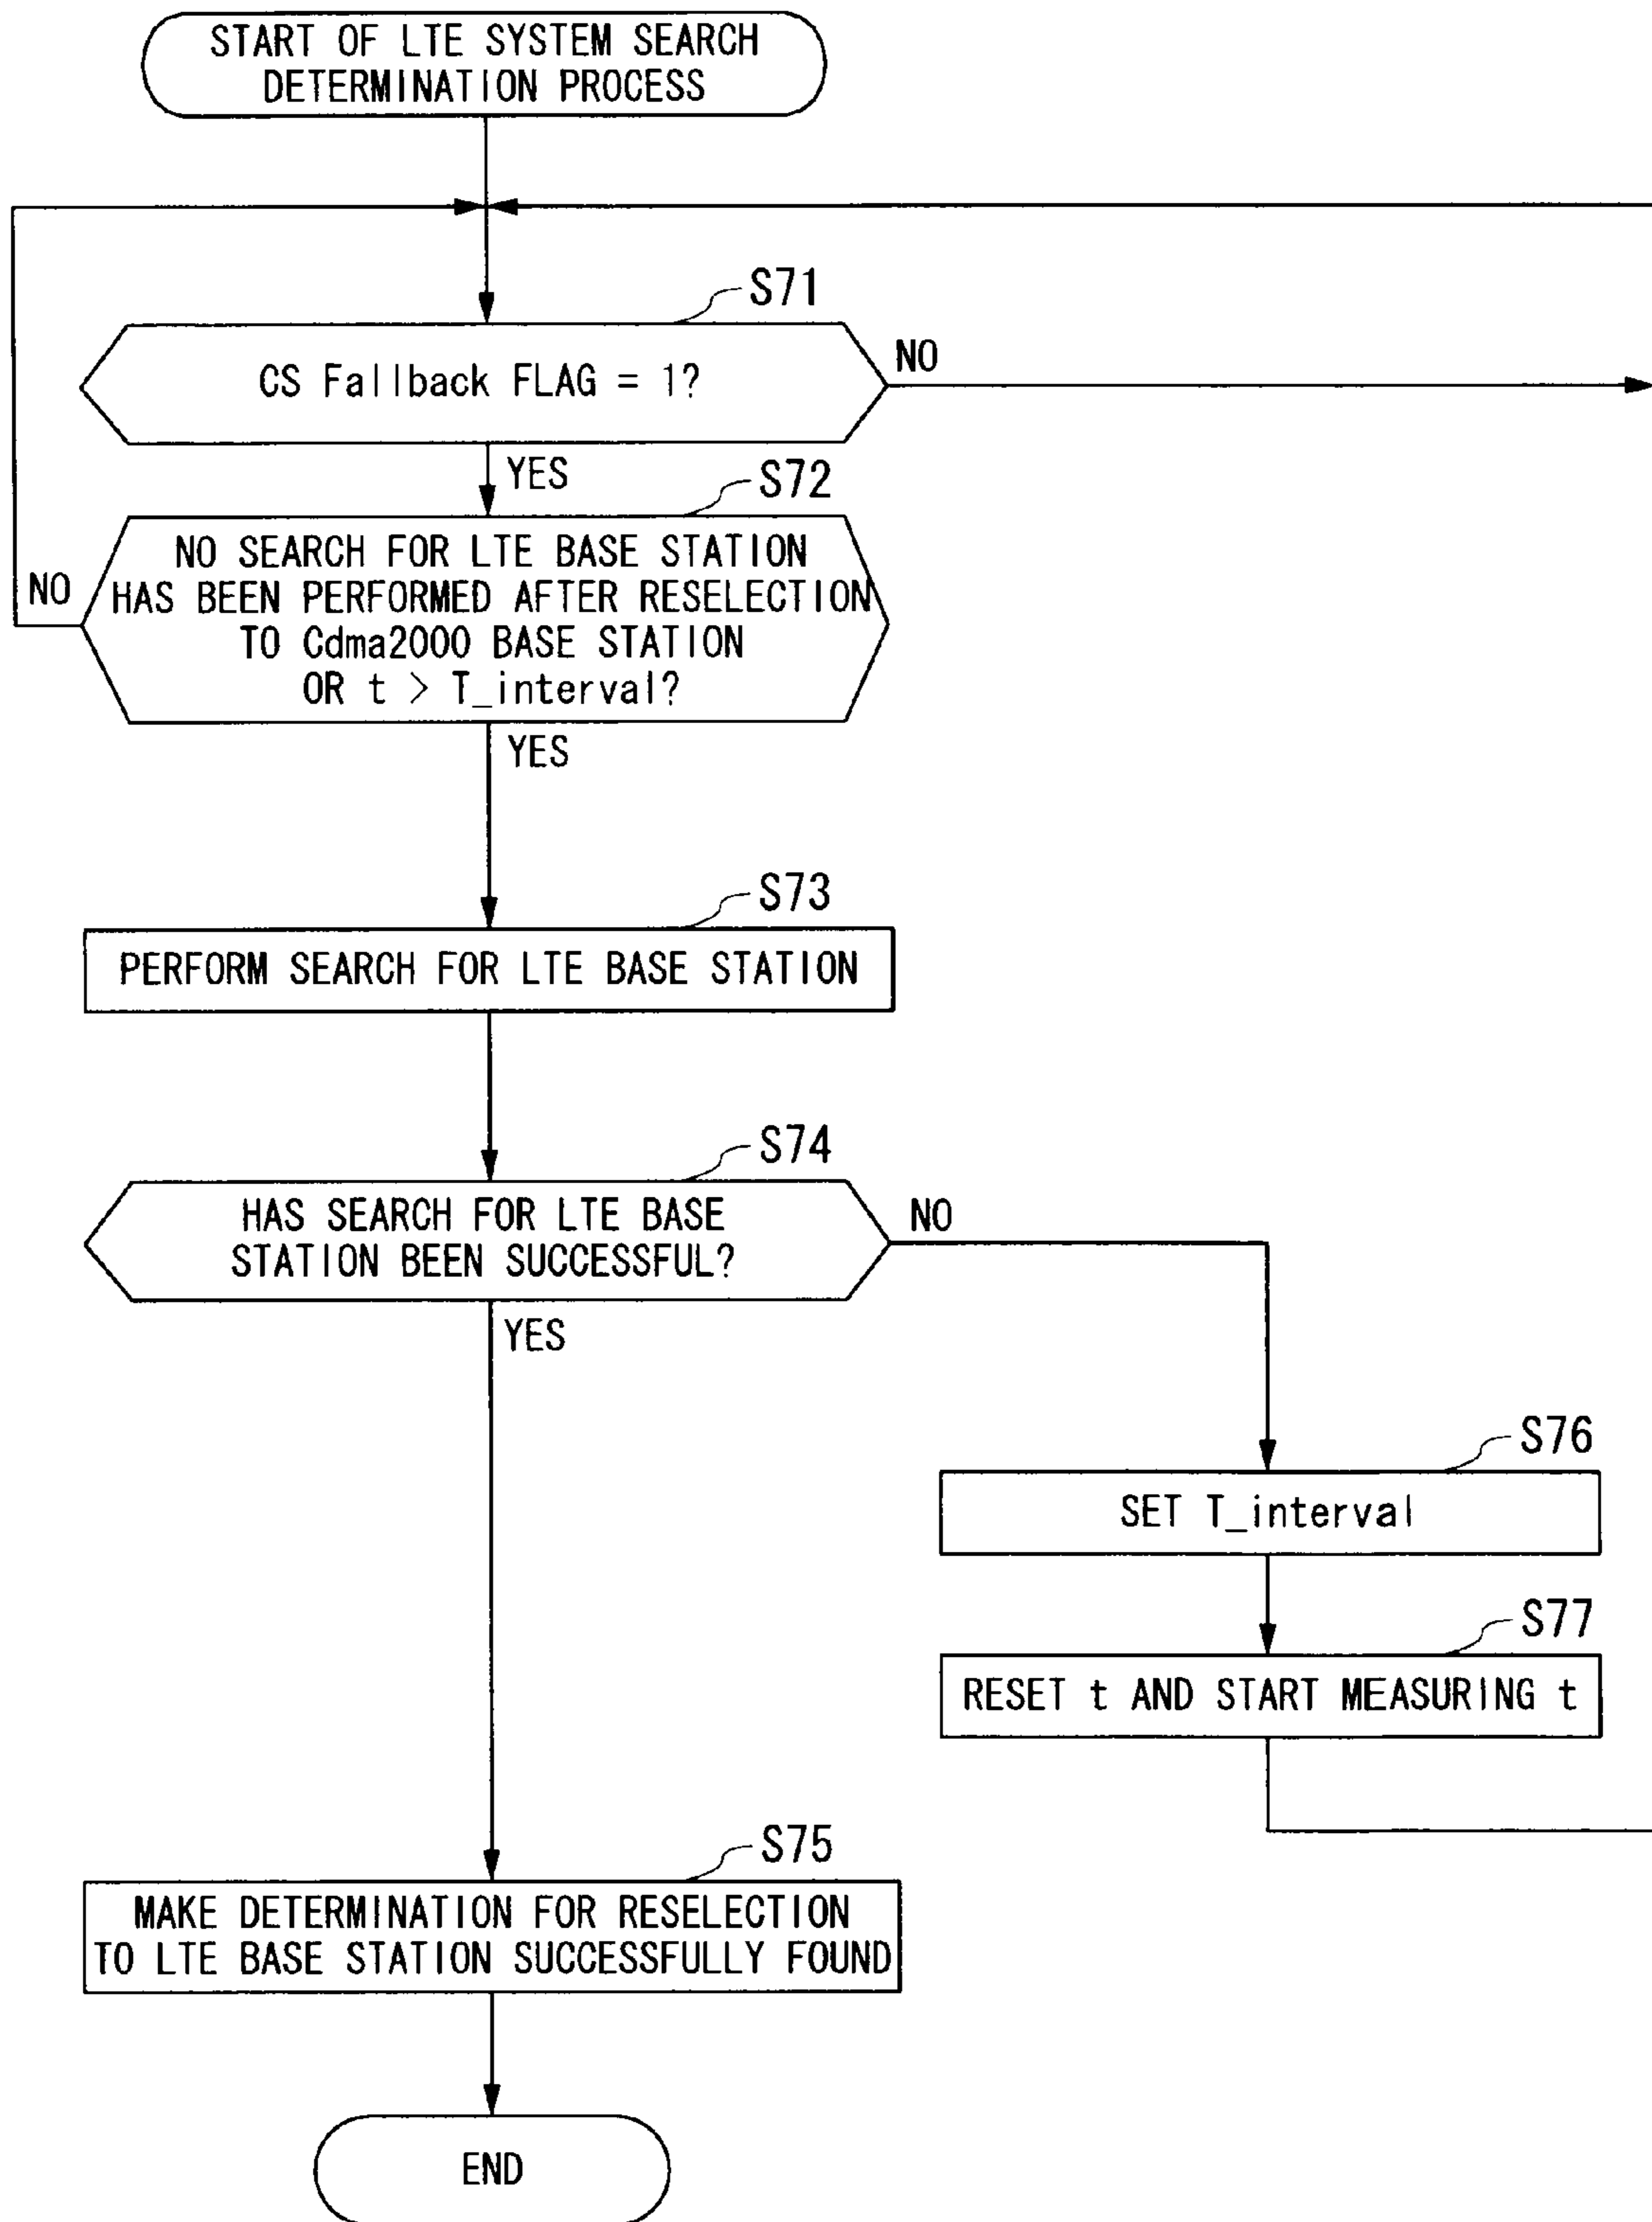 START OF LTE SYSTEM SEARCH
DETERMINATION PROCESS
S71
CS Fallback FLAG = 1?
NO
YES
S72
NO SEARCH FOR LTE BASE STATION
HAS BEEN PERFORMED AFTER RESELECTION
TO Cdma2000 BASE STATION
OR t > T_interval?
NO
YES
S73
PERFORM SEARCH FOR LTE BASE STATION
S74
HAS SEARCH FOR LTE BASE
STATION BEEN SUCCESSFUL?
NO
YES
S76
SET T_interval
S77
RESET t AND START MEASURING t
S75
MAKE DETERMINATION FOR RESELECTION
TO LTE BASE STATION SUCCESSFULLY FOUND
END